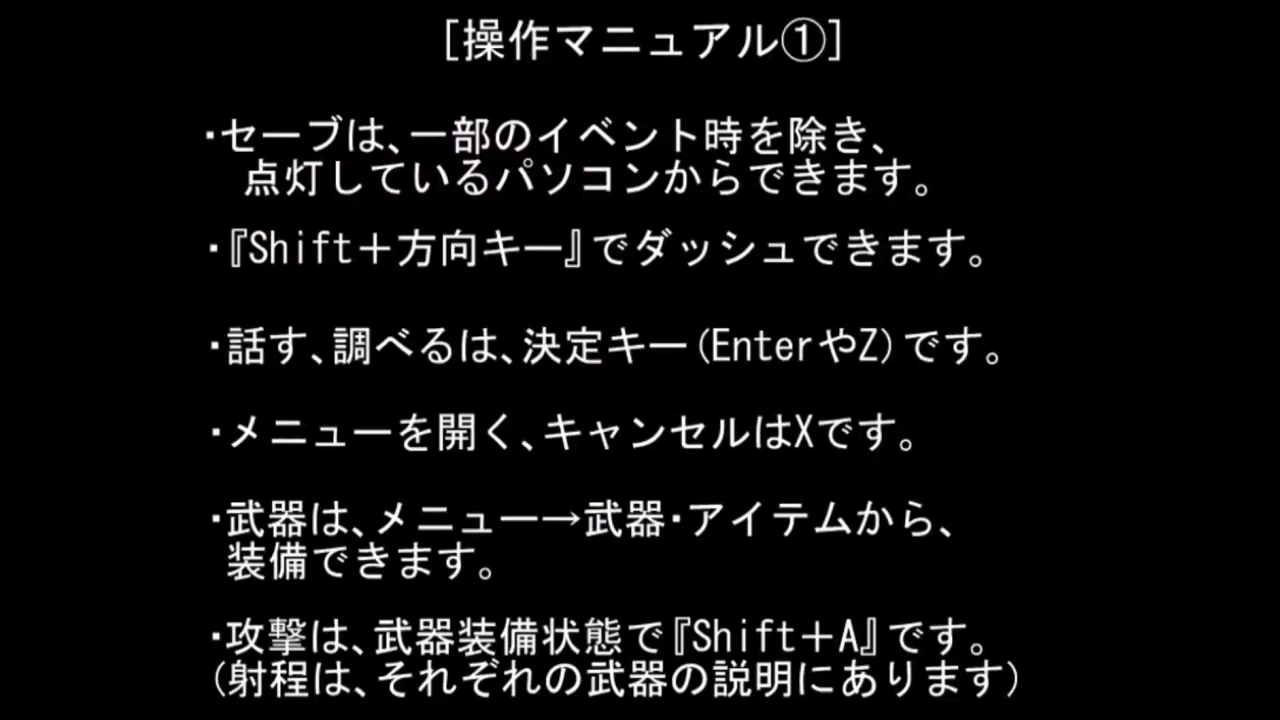 [操作マニュアル①]
・セーブは、一部のイベント時を除き、
点灯しているパソコンからできます。
・『Shift＋方向キー』でダッシュできます。
・話す、調べるは、決定キー(EnterやZ)です。
・メニューを開く、キャンセルはXです。
・武器は、メニュー→武器・アイテムから、
装備できます。
・攻撃は、武器装備状態で『Shift＋A』です。
(射程は、それぞれの武器の説明にあります)